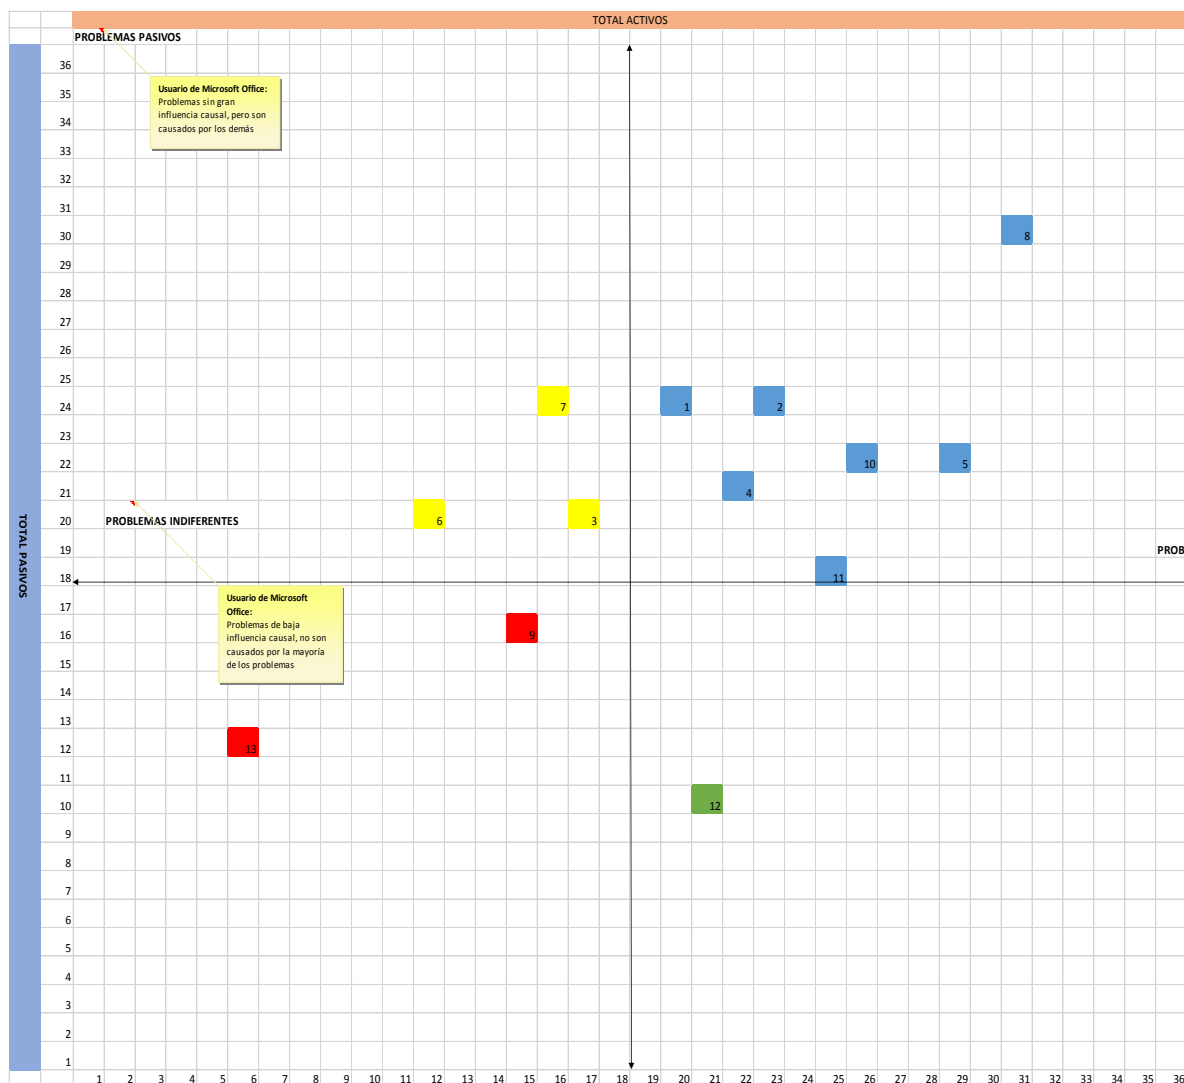 TOTAL ACTIVOS
PROBLEMAS PASIVOS
36
Usuario de Microsoft Office:
Problemas sin gran
influencia causal, pero son
causados por los demás
35
34
33
32
31
30 8
29
28
27
26
25
24 7 1 2
23
22 10 5
21 4
20 6 3
PROBLEMAS INDIFERENTES
TOTAL PASIVOS
19
PROB
18 11
Usuario de Microsoft
Office:
Problemas de baja
influencia causal, no son
causados por la mayoría
de los problemas
17
16 9
15
14
13
12 13
11
10 12
9
8
7
6
5
4
3
2
1
1 2 3 4 5 6 7 8 9 10 11 12 13 14 15 16 17 18 19 20 21 22 23 24 25 26 27 28 29 30 31 32 33 34 35 36